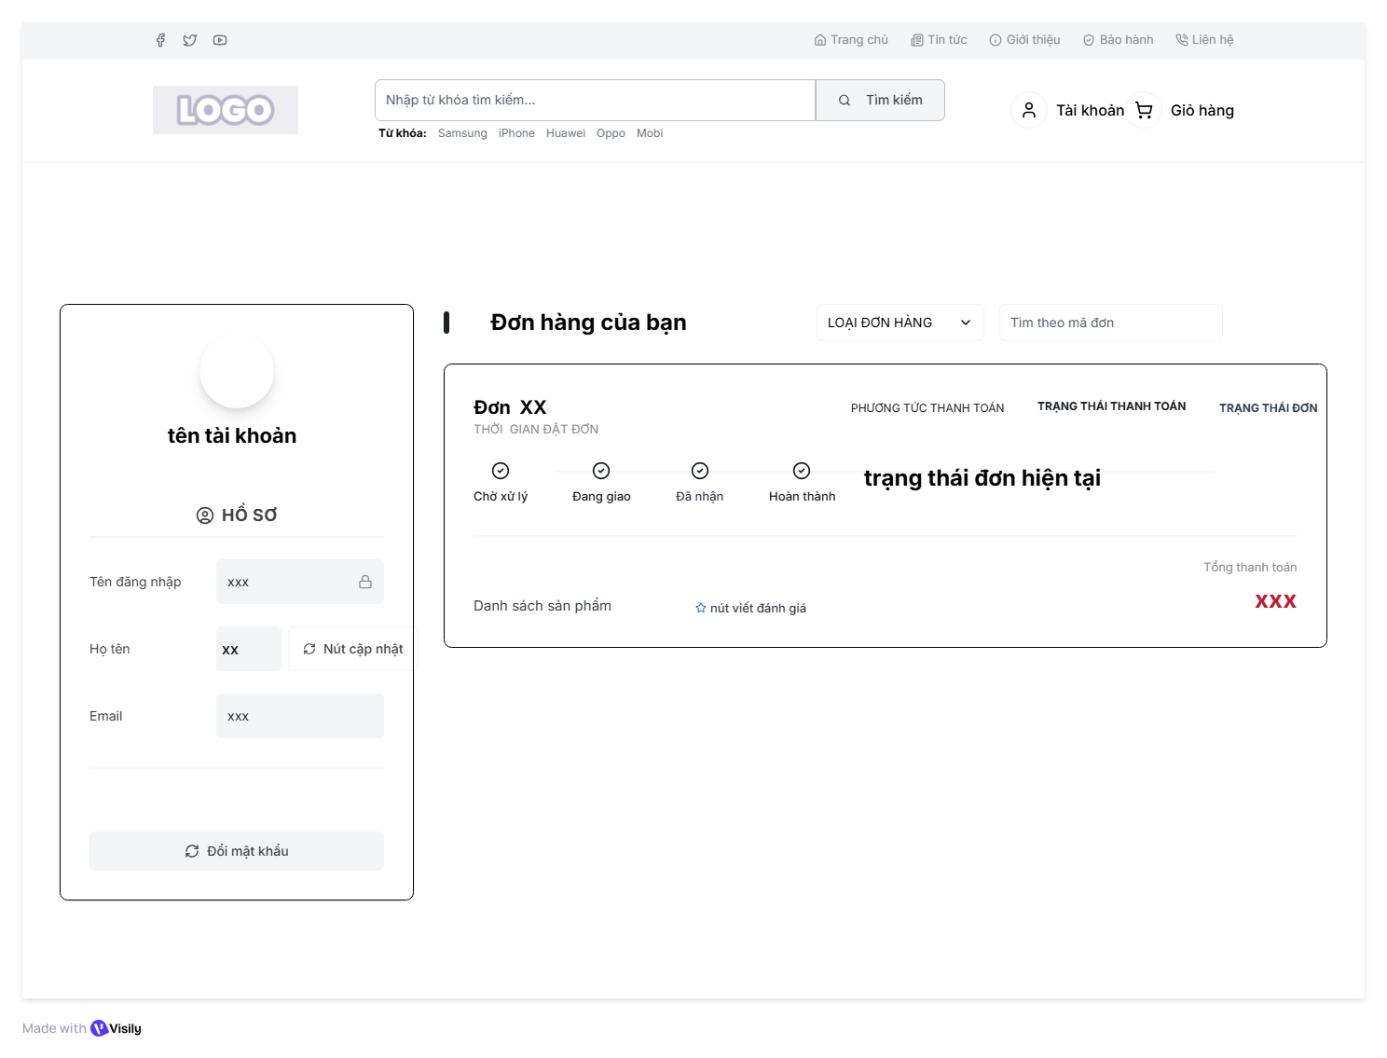 Trang chủ Tin tức Giới thiệu Bảo hành Liên hệ
LOGO
Nhập từ khóa tìm kiếm... Tìm kiếm
Tài khoản Giỏ hàng
Từ khóa: Samsung iPhone Huawei Oppo Mobi
tên tài khoản
HỒ SƠ
Tên đăng nhập xxx
Họ tên xx Nút cập nhật
Email xxx
Đổi mật khẩu
Đơn hàng của bạn LOẠI ĐƠN HÀNG Tìm theo mã đơn
Đơn XX PHƯƠNG TỨC THANH TOÁN TRẠNG THÁI THANH TOÁN TRẠNG THÁI ĐƠN
THỜI GIAN ĐẶT ĐƠN
trạng thái đơn hiện tại
Chờ xử lý Đang giao Đã nhận Hoàn thành
Tổng thanh toán
Danh sách sản phẩm nút viết đánh giá XXX
Made with Visily